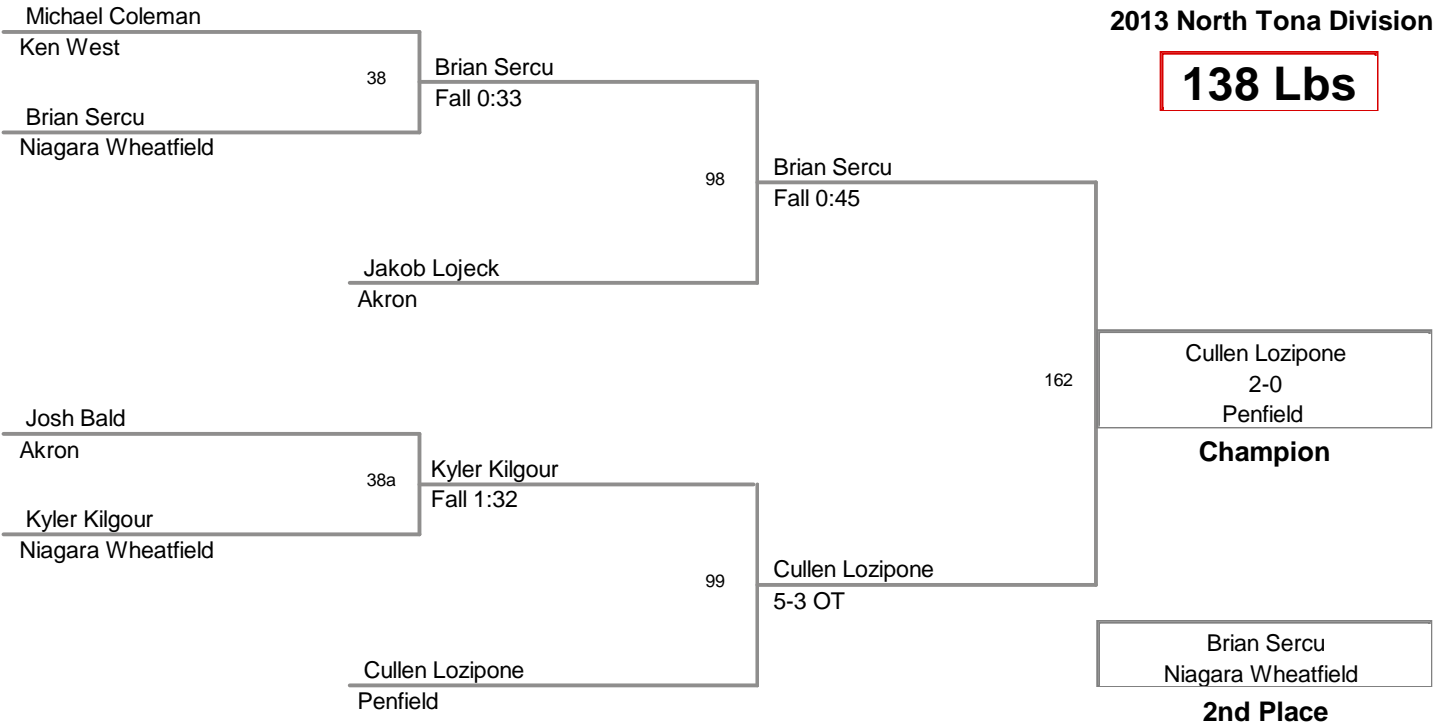 Michael Coleman
Ken West
2013 North Tona Division
138 Lbs
38
Brian Sercu
Fall 0:33
Brian Sercu
Niagara Wheatfield
98
Brian Sercu
Fall 0:45
Jakob Lojeck
Akron
162
Cullen Lozipone
2-0
Penfield
Champion
Josh Bald
Akron
38a
Kyler Kilgour
Fall 1:32
Kyler Kilgour
Niagara Wheatfield
99
Cullen Lozipone
5-3 OT
Cullen Lozipone
Penfield
Brian Sercu
Niagara Wheatfield
2nd Place